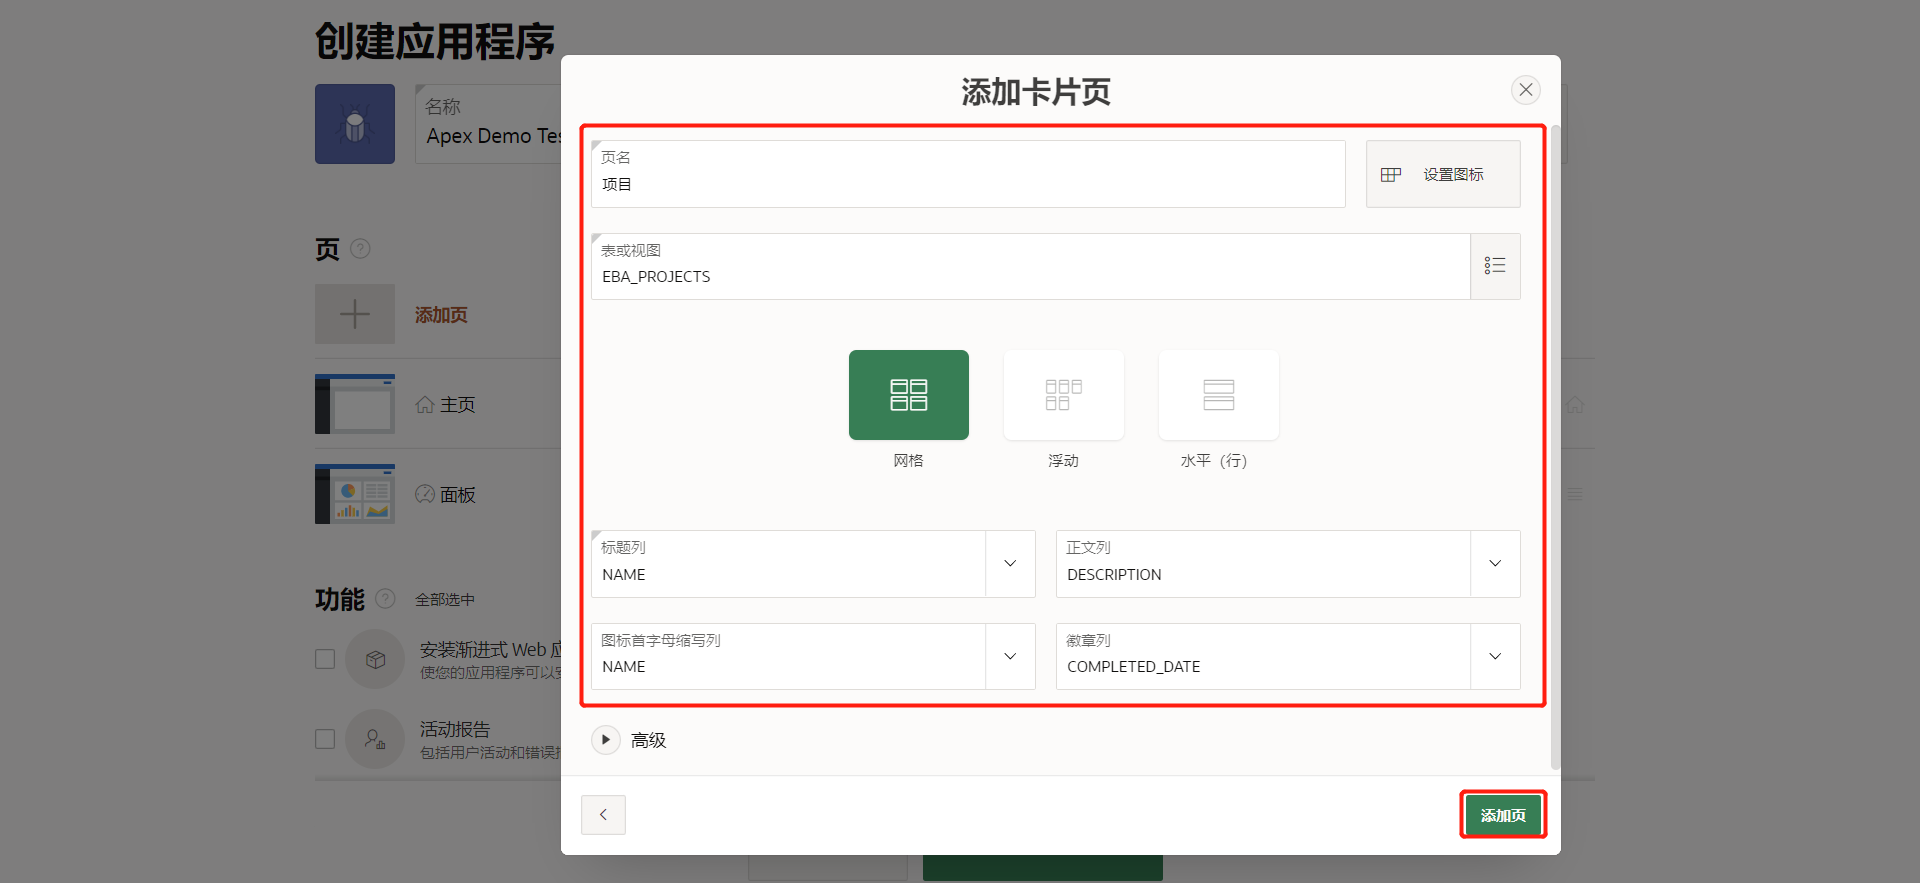 创建应用程序
名称
Apex Demo Tes
页
添加页
主页
面板
功能
全部选中
安装渐进式 Web 应
使您的应用程序可以安
活动报告
包括用户活动和错误报
添加卡片页
页名
项目
设置图标
表或视图
EBA_PROJECTS
网格
浮动
水平（行）
标题列
NAME
正文列
DESCRIPTION
图标首字母缩写列
NAME
徽章列
COMPLETED_DATE
高级
添加页